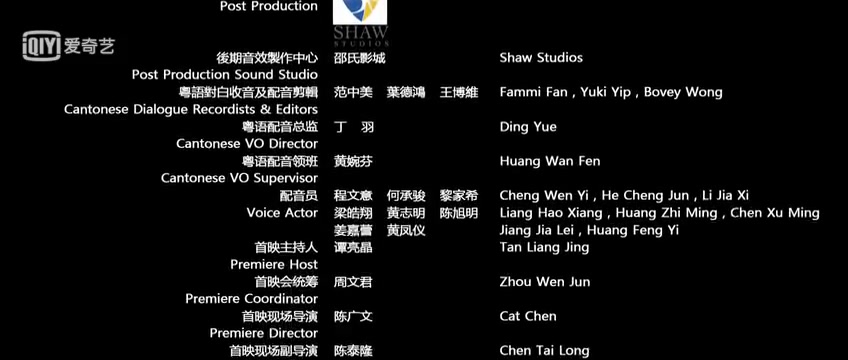 Post Production
iQIYI 爱奇艺
SHAW
STUDIOS
後期音效製作中心 邵氏影城 Shaw Studios
Post Production Sound Studio
粵語對白收音及配音剪輯 范中美 葉德鴻 王博維 Fammi Fan , Yuki Yip , Bovey Wong
Cantonese Dialogue Recordists & Editors
粤语配音总监 丁 羽 Ding Yue
Cantonese VO Director
粤语配音领班 黄婉芬 Huang Wan Fen
Cantonese VO Supervisor
配音员 程文意 何承骏 黎家希 Cheng Wen Yi , He Cheng Jun , Li Jia Xi
Voice Actor 梁皓翔 黄志明 陈旭明 Liang Hao Xiang , Huang Zhi Ming , Chen Xu Ming
姜嘉蕾 黄凤仪 Jiang Jia Lei , Huang Feng Yi
首映主持人 谭亮晶 Tan Liang Jing
Premiere Host
首映会统筹 周文君 Zhou Wen Jun
Premiere Coordinator
首映现场导演 陈广文 Cat Chen
Premiere Director
首映现场副导演 陈泰隆 Chen Tai Long